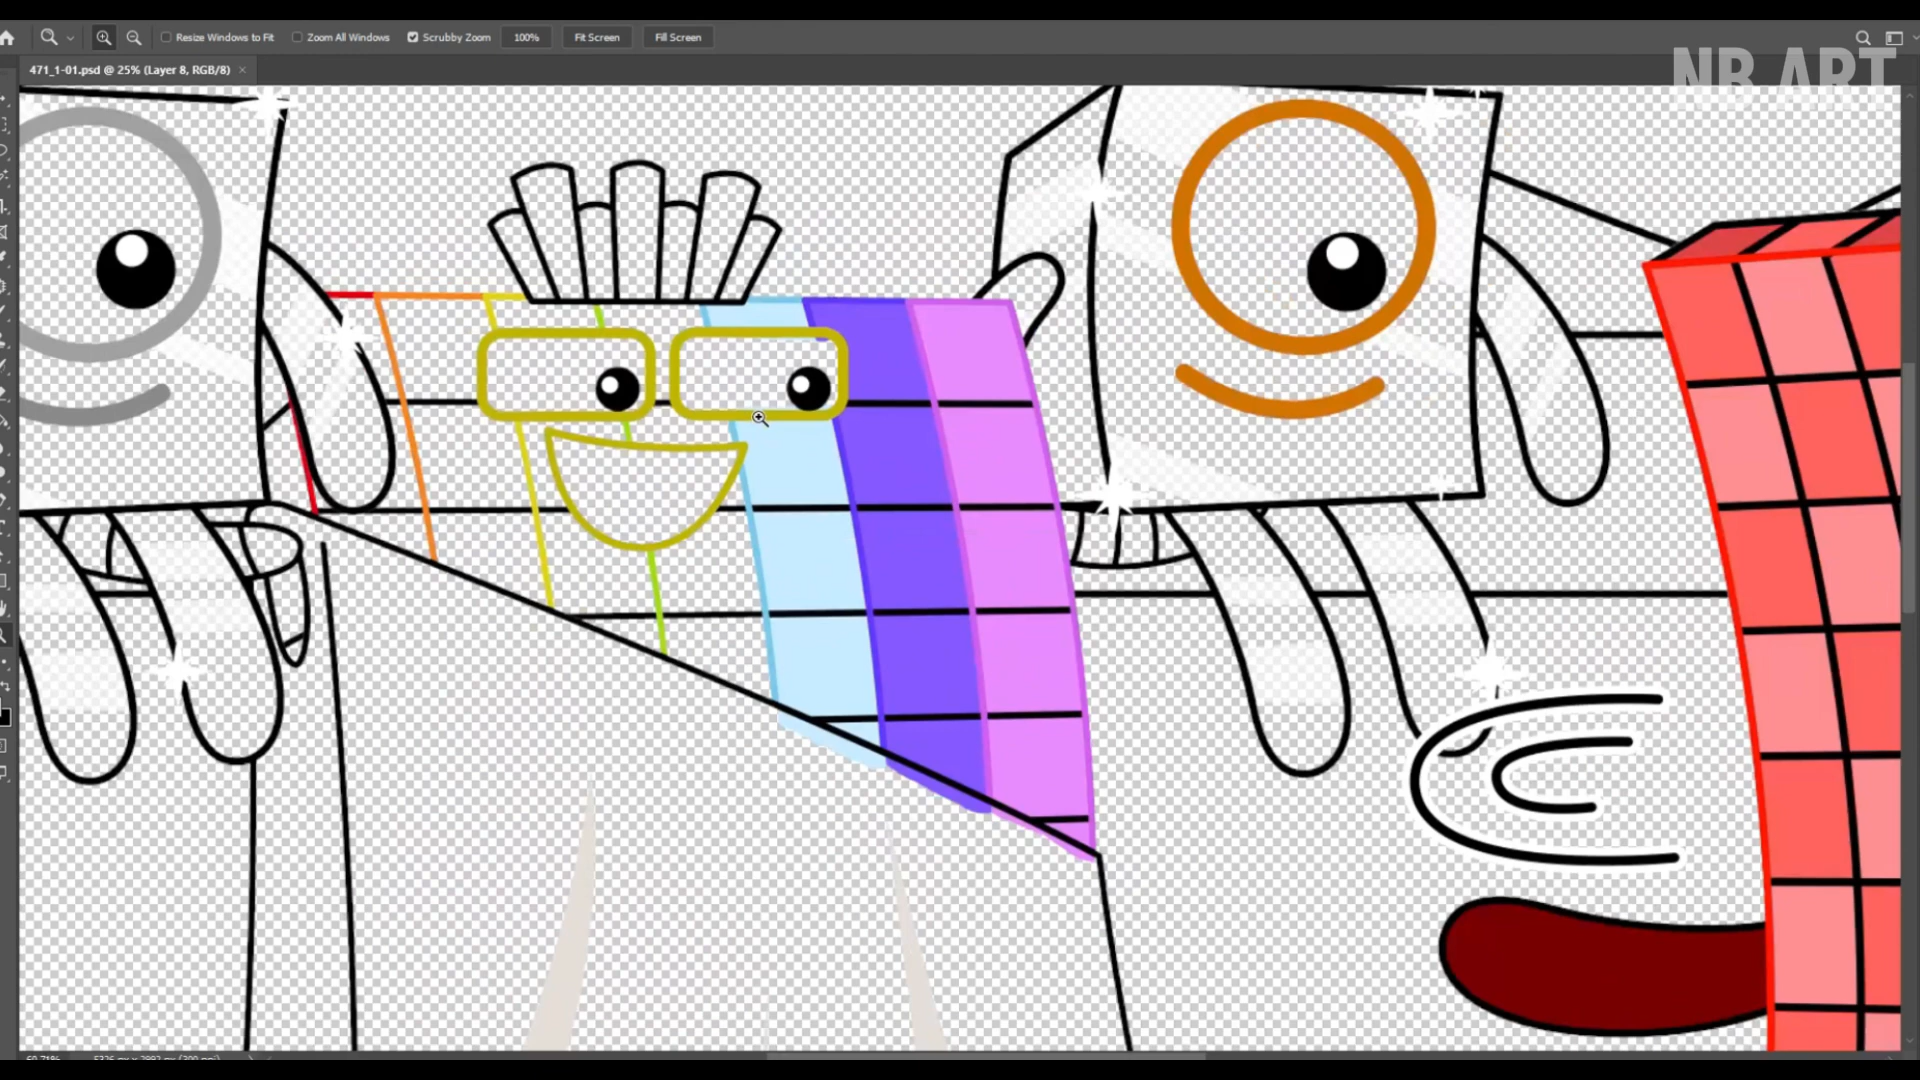 Resize Windows to Fit Zoom All Windows Scrubby Zoom 100% Fit Screen Fill Screen
NB ART
471_1-01.psd @ 25% (Layer 8, RGB/8) ×